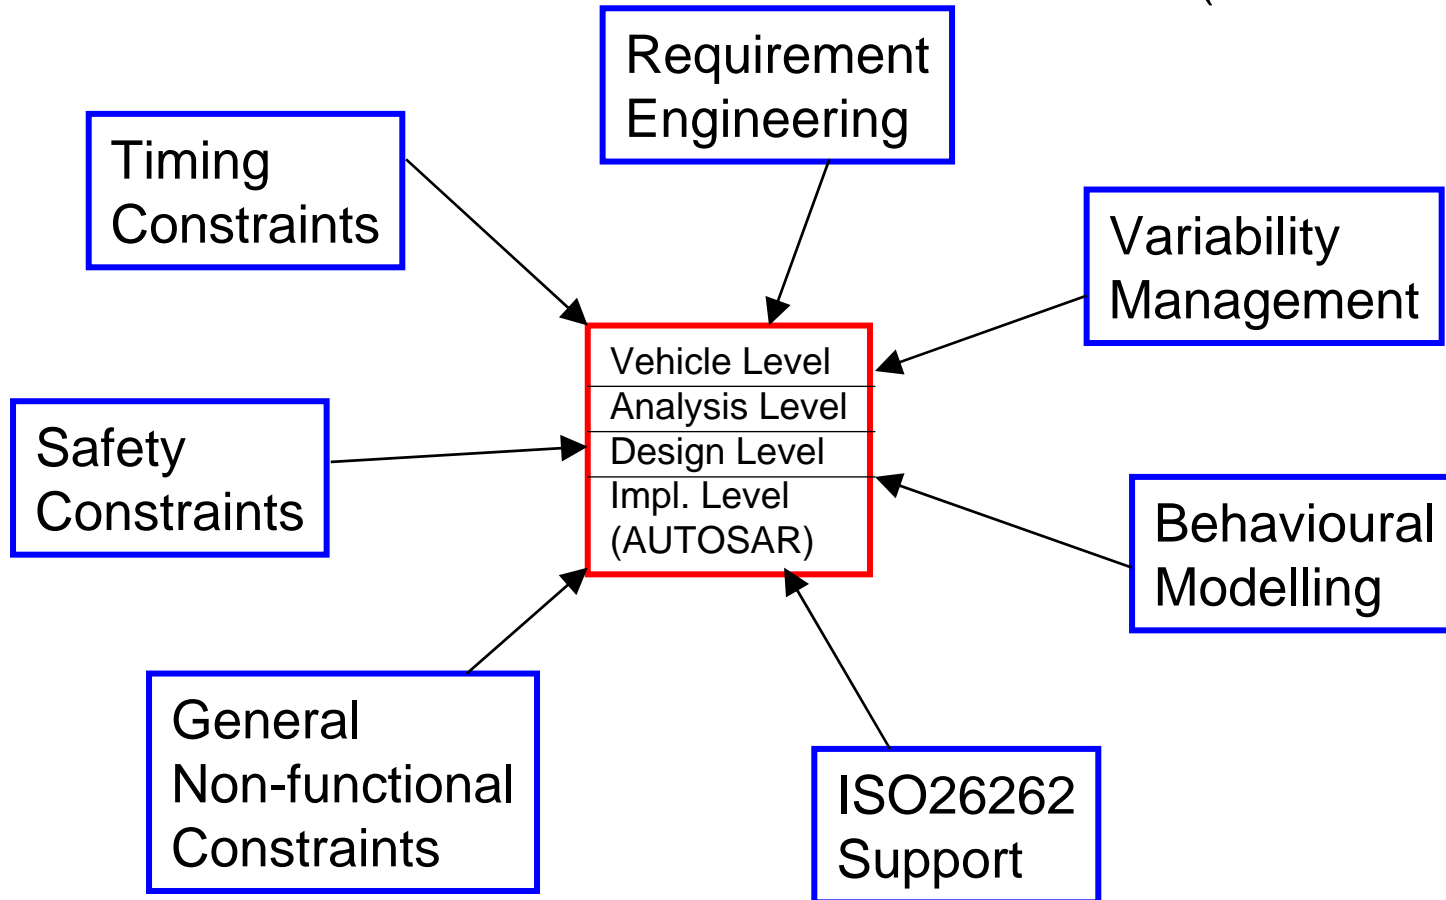 Requirement
Engineering
Timing
Constraints
Variability
Management
Vehicle Level
Analysis Level
Design Level
Impl. Level
(AUTOSAR)
Safety
Constraints
Behavioural
Modelling
General
Non-functional
Constraints
ISO26262
Support